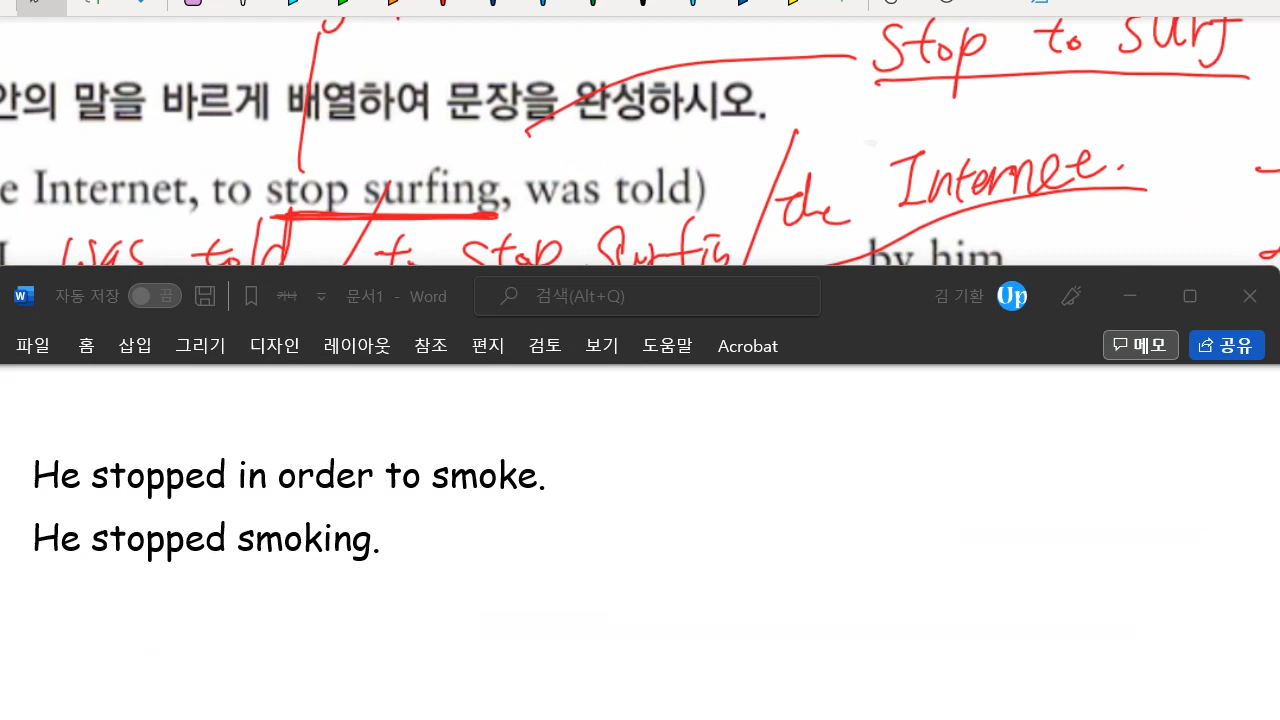 Stop to surf
안의 말을 바르게 배열하여 문장을 완성하시오.
e Internet, to stop surfing, was told)
the Internet.
was told / to stop surfin
by him
자동 저장 끔 가나 문서1 - Word 검색(Alt+Q) 김 기환 Up
파일 홈 삽입 그리기 디자인 레이아웃 참조 편지 검토 보기 도움말 Acrobat 메모 공유
He stopped in order to smoke.
He stopped smoking.